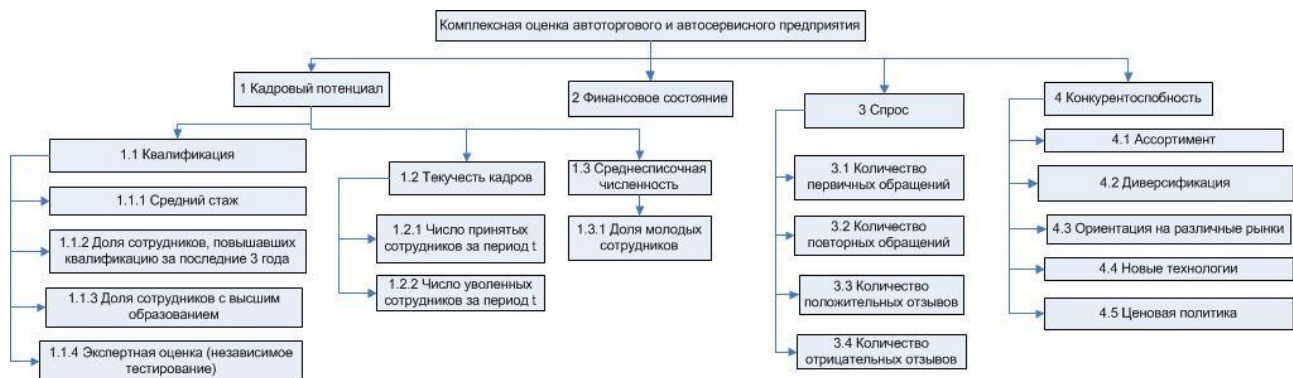 Комплексная оценка автоторгового и автосервисного предприятия
1 Кадровый потенциал
1.1 Квалификация
1.1.1 Средний стаж
1.1.2 Доля сотрудников, повышавших
квалификацию за последние 3 года
1.1.3 Доля сотрудников с высшим
образованием
1.1.4 Экспертная оценка (независимое
тестирование)
1.2 Текучесть кадров
1.2.1 Число принятых
сотрудников за период t
1.2.2 Число уволенных
сотрудников за период t
1.3 Среднесписочная
численность
1.3.1 Доля молодых
сотрудников
2 Финансовое состояние
3 Спрос
3.1 Количество
первичных обращений
3.2 Количество
повторных обращений
3.3 Количество
положительных отзывов
3.4 Количество
отрицательных отзывов
4 Конкурентоспобность
4.1 Ассортимент
4.2 Диверсификация
4.3 Ориентация на различные рынки
4.4 Новые технологии
4.5 Ценовая политика